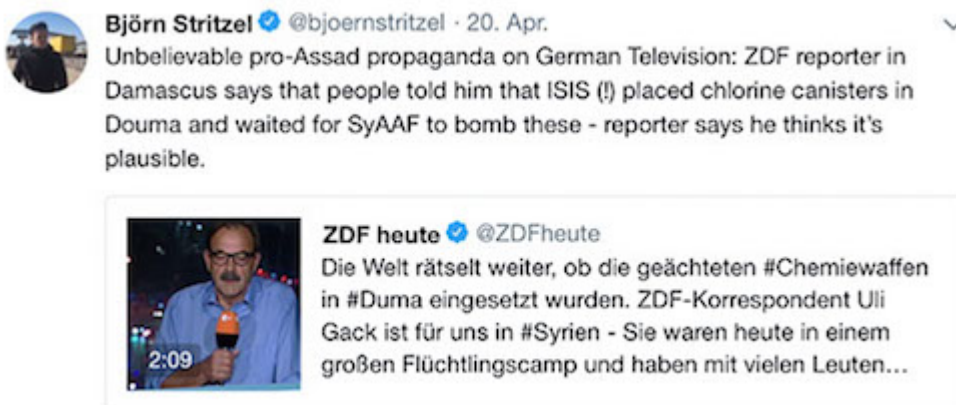 Björn Stritzel @bjoernstritzel · 20. Apr.
Unbelievable pro-Assad propaganda on German Television: ZDF reporter in
Damascus says that people told him that ISIS (!) placed chlorine canisters in
Douma and waited for SyAAF to bomb these - reporter says he thinks it's
plausible.
ZDF heute @ZDFheute
Die Welt rätselt weiter, ob die geächteten #Chemiewaffen
in #Duma eingesetzt wurden. ZDF-Korrespondent Uli
Gack ist für uns in #Syrien - Sie waren heute in einem
großen Flüchtlingscamp und haben mit vielen Leuten...
2:09